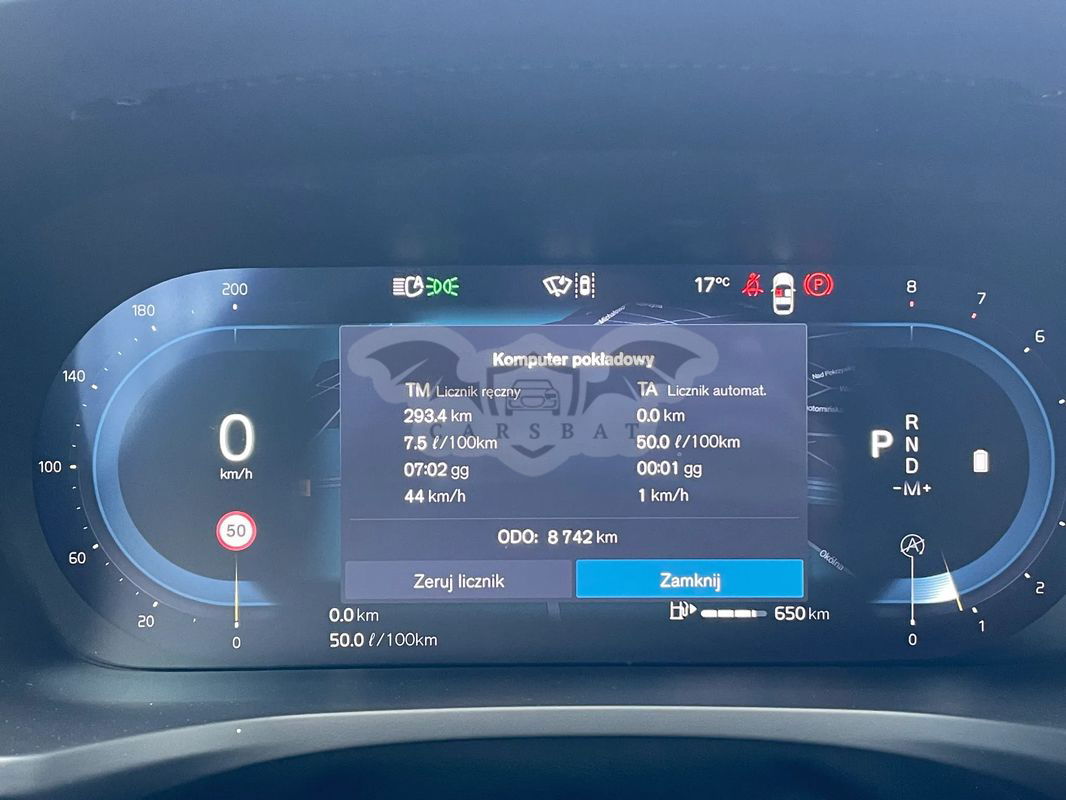 17°C
P
8
7
6
2
1
0
200
180
140
100
60
20
0
0
km/h
50
Komputer pokładowy
TM Licznik ręczny
293.4 km
7.5 ℓ/100km
07:02 gg
44 km/h
TA Licznik automat.
0.0 km
50.0 ℓ/100km
00:01 gg
1 km/h
CARSBAT
ODO: 8 742 km
Zeruj licznik
Zamknij
0.0 km
50.0 ℓ/100km
650 km
P
R
N
D
-M+
A
Okólna